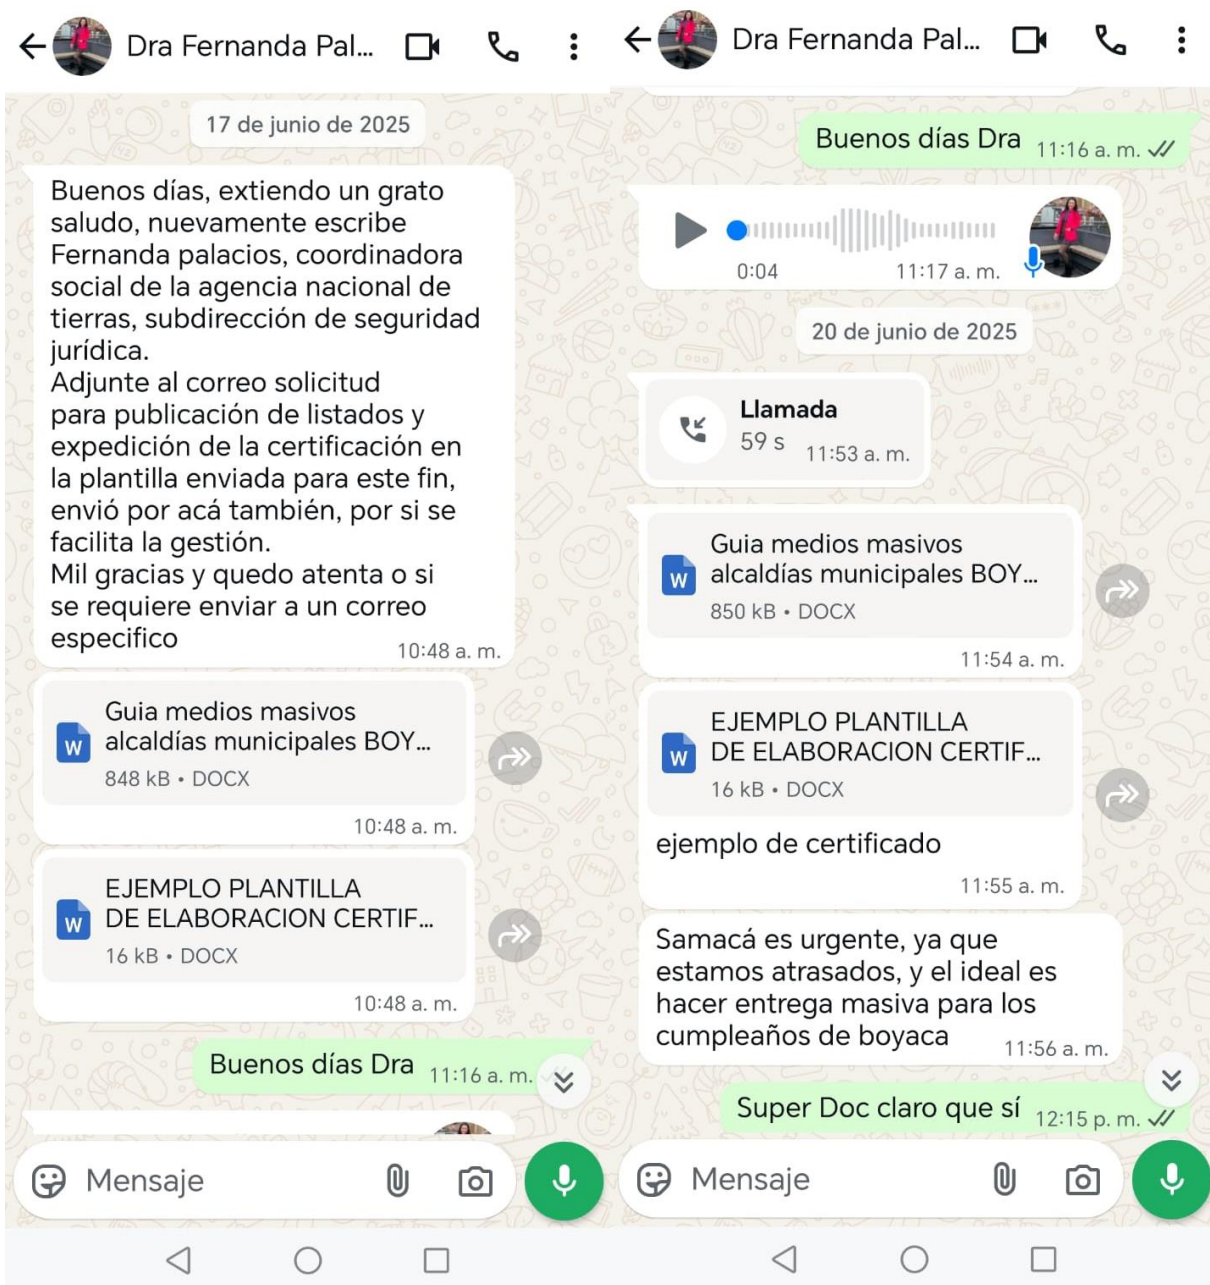 Dra Fernanda Pal...
17 de junio de 2025
Buenos días, extiendo un grato
saludo, nuevamente escribe
Fernanda palacios, coordinadora
social de la agencia nacional de
tierras, subdirección de seguridad
jurídica.
Adjunte al correo solicitud
para publicación de listados y
expedición de la certificación en
la plantilla enviada para este fin,
envió por acá también, por si se
facilita la gestión.
Mil gracias y quedo atenta o si
se requiere enviar a un correo
especifico
10:48 a. m.
Guia medios masivos
alcaldías municipales BOY...
848 kB • DOCX
10:48 a. m.
EJEMPLO PLANTILLA
DE ELABORACION CERTIF...
16 kB • DOCX
10:48 a. m.
Buenos días Dra 11:16 a. m.
Mensaje
Dra Fernanda Pal...
Buenos días Dra 11:16 a. m.
0:04 11:17 a. m.
20 de junio de 2025
Llamada
59 s 11:53 a. m.
Guia medios masivos
alcaldías municipales BOY...
850 kB • DOCX
11:54 a. m.
EJEMPLO PLANTILLA
DE ELABORACION CERTIF...
16 kB • DOCX
ejemplo de certificado
11:55 a. m.
Samacá es urgente, ya que
estamos atrasados, y el ideal es
hacer entrega masiva para los
cumpleaños de boyaca
11:56 a. m.
Super Doc claro que sí 12:15 p. m.
Mensaje